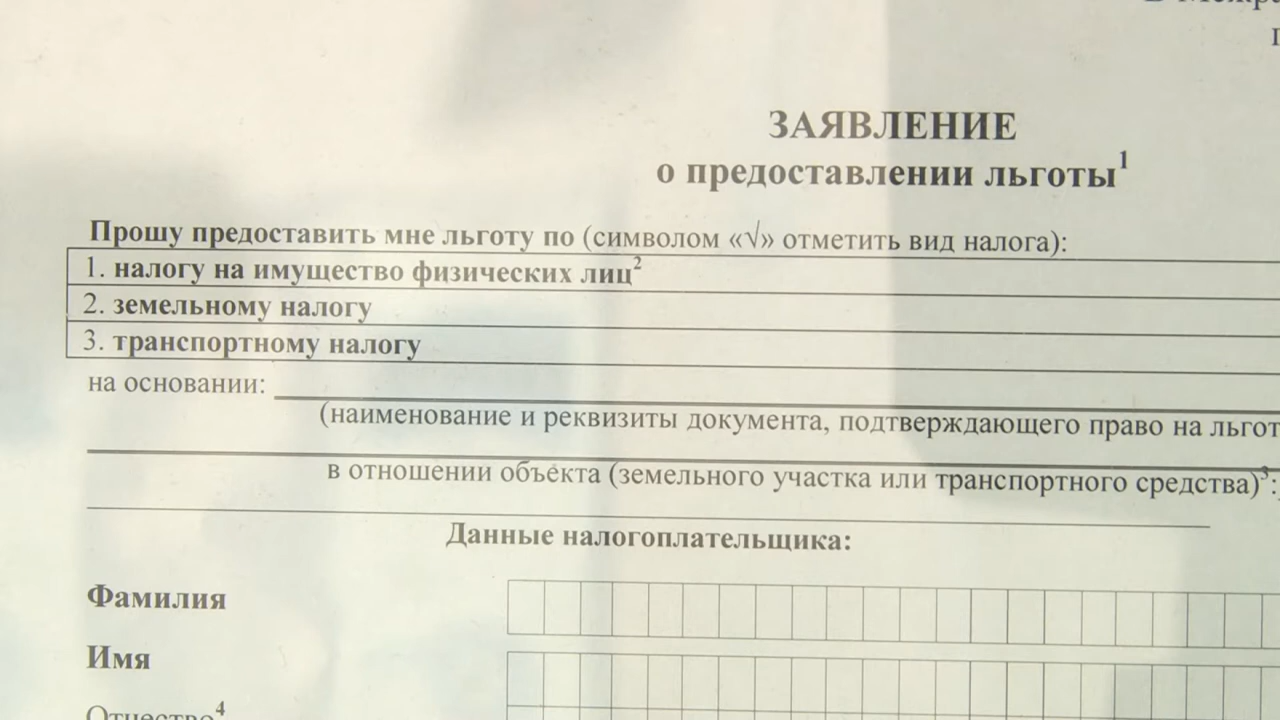 ЗАЯВЛЕНИЕ
о предоставлении льготы¹
Прошу предоставить мне льготу по (символом «√» отметить вид налога):
1. налогу на имущество физических лиц²
2. земельному налогу
3. транспортному налогу
на основании:
(наименование и реквизиты документа, подтверждающего право на льгот
в отношении объекта (земельного участка или транспортного средства)³:
Данные налогоплательщика:
Фамилия
Имя
Отчество⁴